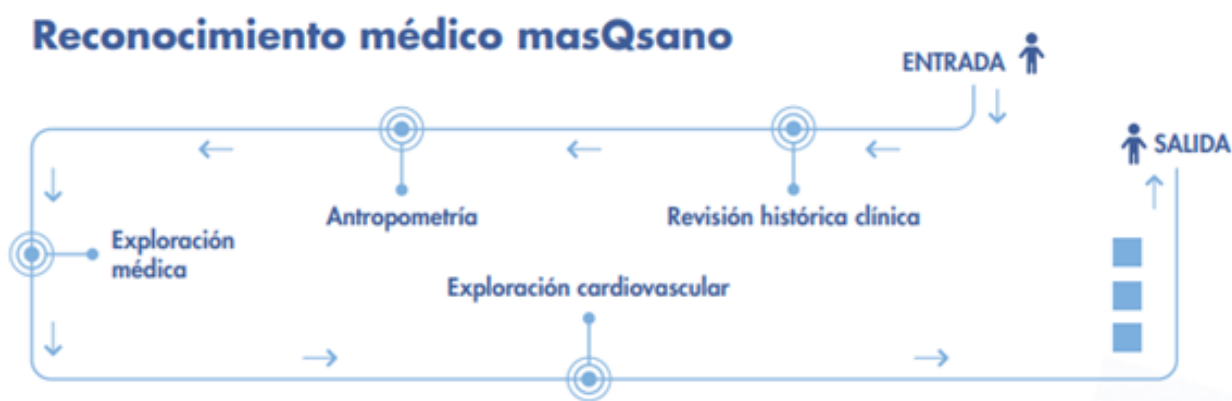 Reconocimiento médico masQsano
ENTRADA
SALIDA
Antropometría
Revisión histórica clínica
Exploración
médica
Exploración cardiovascular